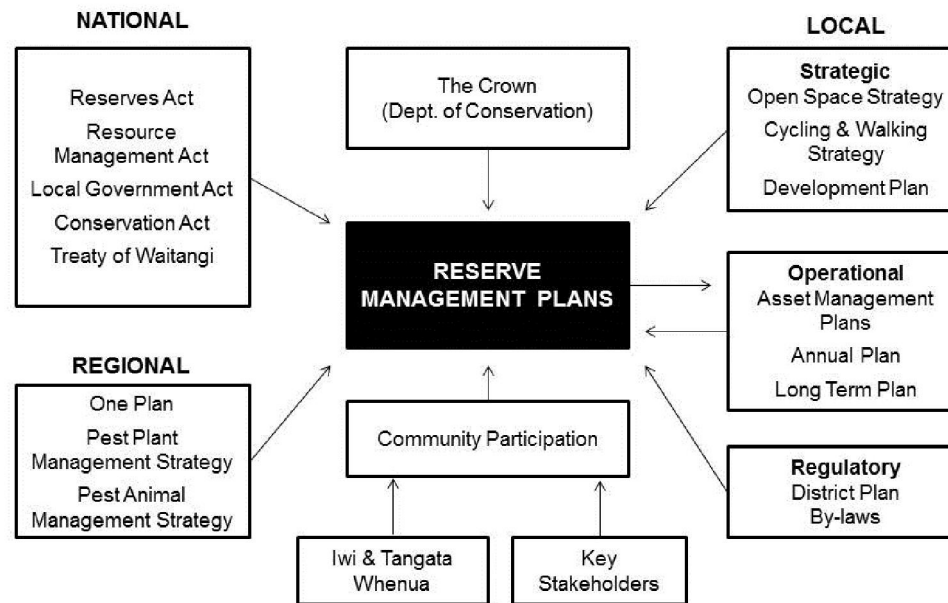 NATIONAL
Reserves Act
Resource
Management Act
Local Government Act
Conservation Act
Treaty of Waitangi
REGIONAL
One Plan
Pest Plant
Management Strategy
Pest Animal
Management Strategy
The Crown
(Dept. of Conservation)
RESERVE
MANAGEMENT PLANS
Community Participation
Iwi & Tangata
Whenua
Key
Stakeholders
LOCAL
Strategic
Open Space Strategy
Cycling & Walking
Strategy
Development Plan
Operational
Asset Management
Plans
Annual Plan
Long Term Plan
Regulatory
District Plan
By-laws